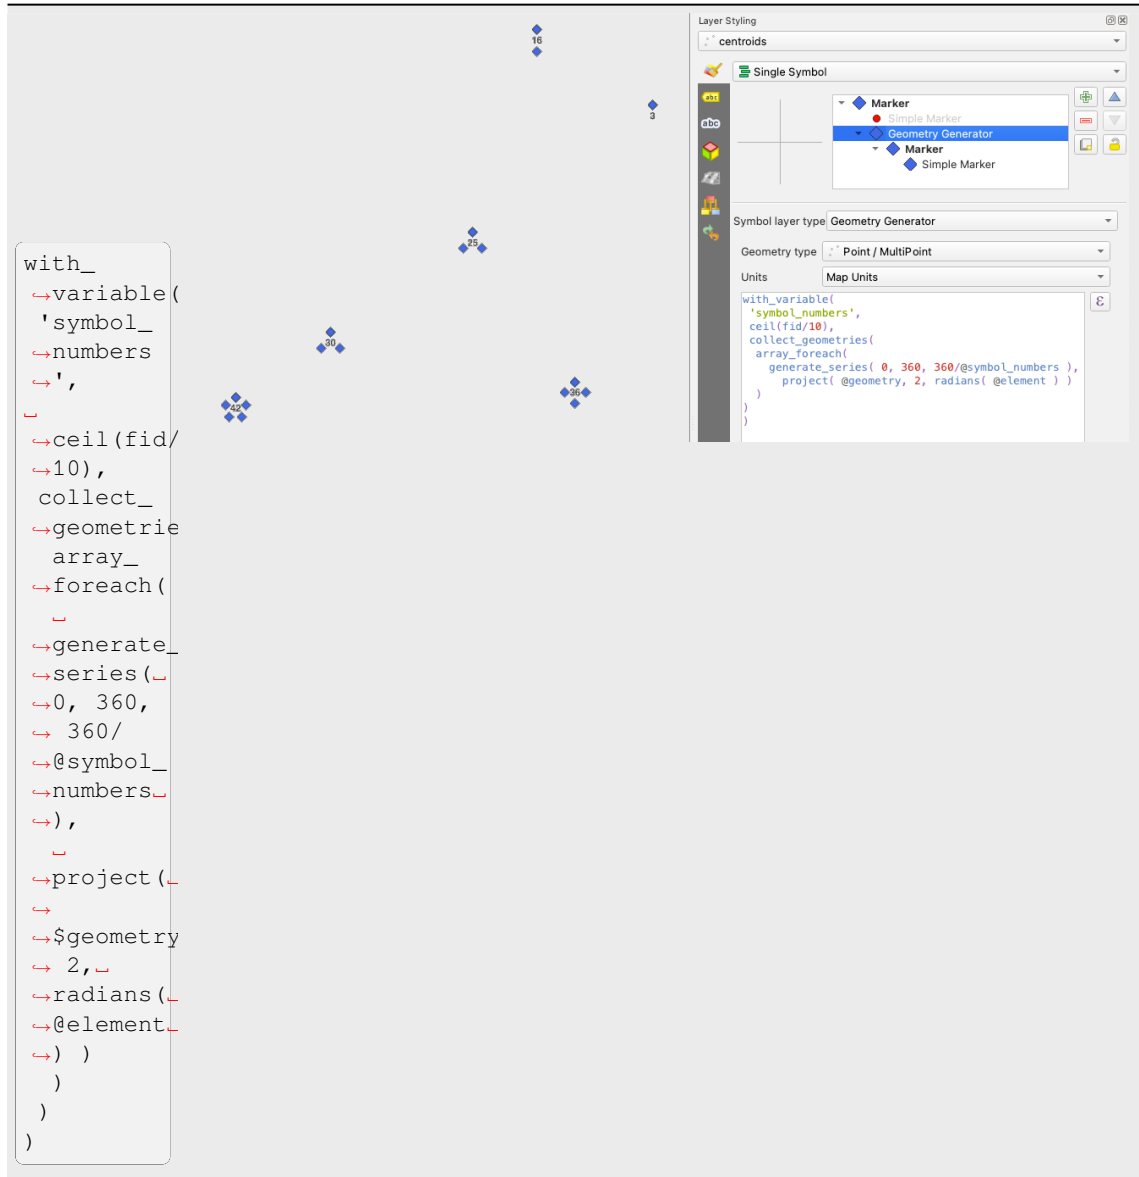 with_
↪variable(
'symbol_
↪numbers
↪',
␣
↪ceil(fid/
↪10),
collect_
↪geometrie
array_
↪foreach(
␣
↪generate_
↪series(␣
↪0, 360,
↪ 360/
↪@symbol_
↪numbers␣
↪),
␣
↪project(␣
↪
↪$geometry
↪ 2,␣
↪radians(␣
↪@element␣
↪) )
)
)
)
16
3
25
30
36
42
Layer Styling
centroids
Single Symbol
abc
abc
Marker
Simple Marker
Geometry Generator
Marker
Simple Marker
Symbol layer type Geometry Generator
Geometry type Point / MultiPoint
Units Map Units
with_variable(
'symbol_numbers',
ceil(fid/10),
collect_geometries(
array_foreach(
generate_series( 0, 360, 360/@symbol_numbers ),
project( @geometry, 2, radians( @element ) )
)
)
)
ε